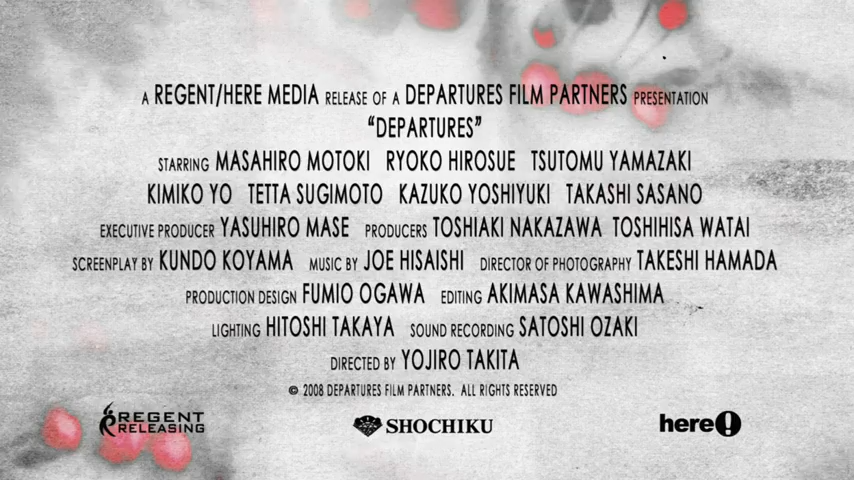 A REGENT/HERE MEDIA RELEASE OF A DEPARTURES FILM PARTNERS PRESENTATION
“DEPARTURES”
STARRING MASAHIRO MOTOKI RYOKO HIROSUE TSUTOMU YAMAZAKI
KIMIKO YO TETTA SUGIMOTO KAZUKO YOSHIYUKI TAKASHI SASANO
EXECUTIVE PRODUCER YASUHIRO MASE PRODUCERS TOSHIAKI NAKAZAWA TOSHIHISA WATAI
SCREENPLAY BY KUNDO KOYAMA MUSIC BY JOE HISAISHI DIRECTOR OF PHOTOGRAPHY TAKESHI HAMADA
PRODUCTION DESIGN FUMIO OGAWA EDITING AKIMASA KAWASHIMA
LIGHTING HITOSHI TAKAYA SOUND RECORDING SATOSHI OZAKI
DIRECTED BY YOJIRO TAKITA
© 2008 DEPARTURES FILM PARTNERS. ALL RIGHTS RESERVED
REGENT RELEASING SHOCHIKU here!